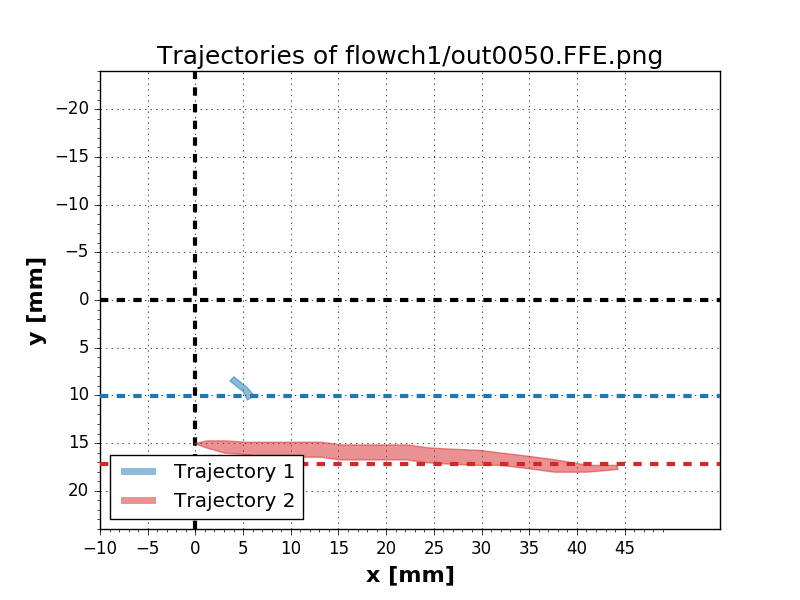 Trajectories of flowch1/out0050.FFE.png
y [mm]
−20
−15
−10
−5
0
5
10
15
20
Trajectory 1
Trajectory 2
−10 −5 0 5 10 15 20 25 30 35 40 45
x [mm]